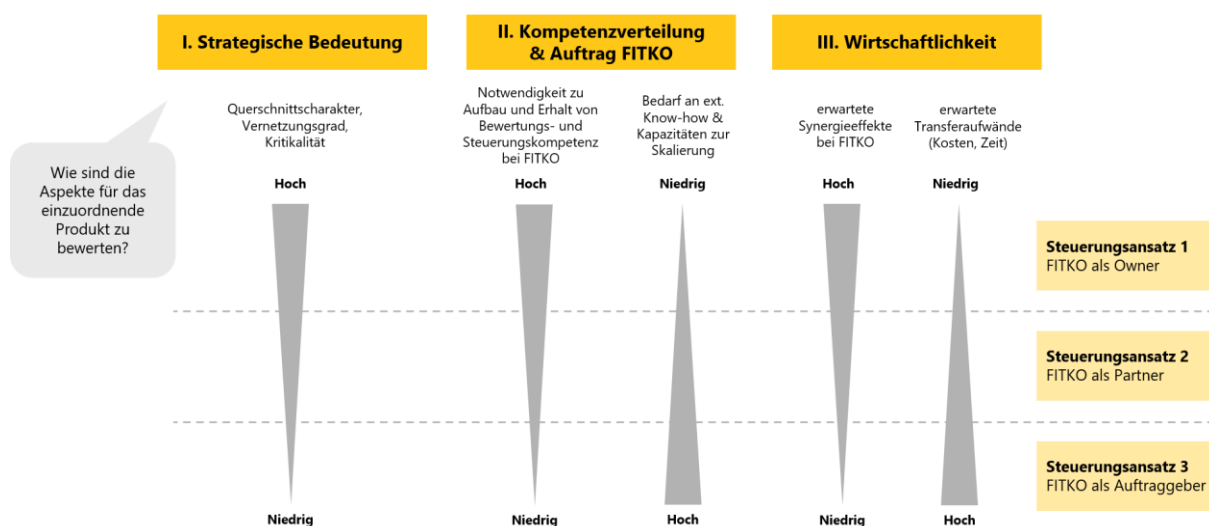 I. Strategische Bedeutung
II. Kompetenzverteilung
& Auftrag FITKO
III. Wirtschaftlichkeit
Querschnittscharakter,
Vernetzungsgrad,
Kritikalität
Notwendigkeit zu
Aufbau und Erhalt von
Bewertungs- und
Steuerungskompetenz
bei FITKO
Bedarf an ext.
Know-how &
Kapazitäten zur
Skalierung
erwartete
Synergieeffekte
bei FITKO
erwartete
Transferaufwände
(Kosten, Zeit)
Wie sind die
Aspekte für das
einzuordnende
Produkt zu
bewerten?
Hoch
Hoch
Niedrig
Hoch
Niedrig
Steuerungsansatz 1
FITKO als Owner
Steuerungsansatz 2
FITKO als Partner
Steuerungsansatz 3
FITKO als Auftraggeber
Niedrig
Niedrig
Hoch
Niedrig
Hoch